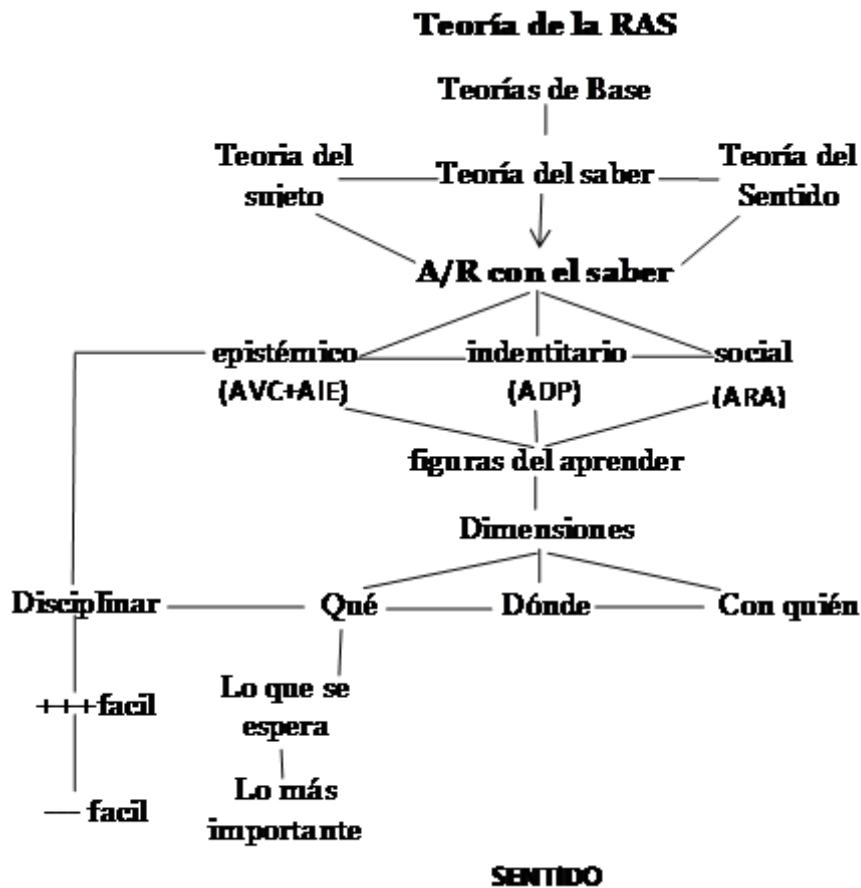 Teoría de la RAS
Teorías de Base
Teoria del
sujeto
Teoría del saber
Teoría del
Sentido
A/R con el saber
epistémico
(AVC+AIE)
indentitario
(ADP)
social
(ARA)
figuras del aprender
Dimensiones
Disciplinar
Qué
Dónde
Con quién
+++facil
Lo que se
espera
— facil
Lo más
importante
SENTIDO